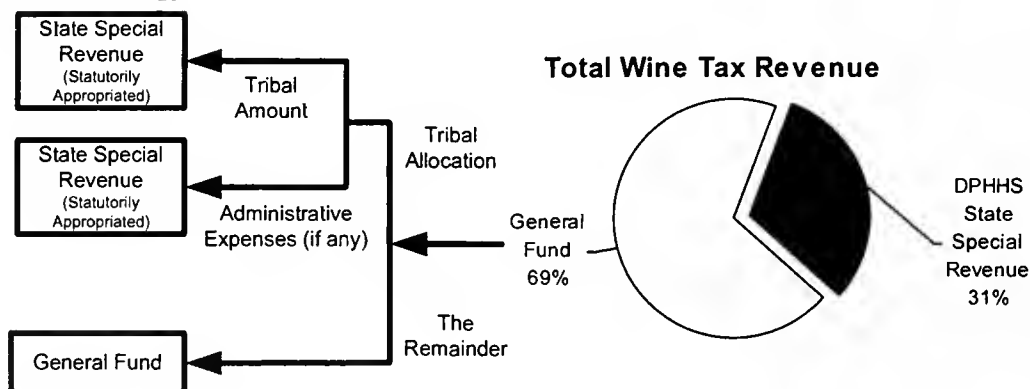 State Special
Revenue
(Statutorily
Appropriated)
Tribal
Amount
State Special
Revenue
(Statutorily
Appropriated)
Administrative
Expenses (if any)
Tribal
Allocation
General Fund
The
Remainder
Total Wine Tax Revenue
General
Fund
69%
DPHHS
State
Special
Revenue
31%